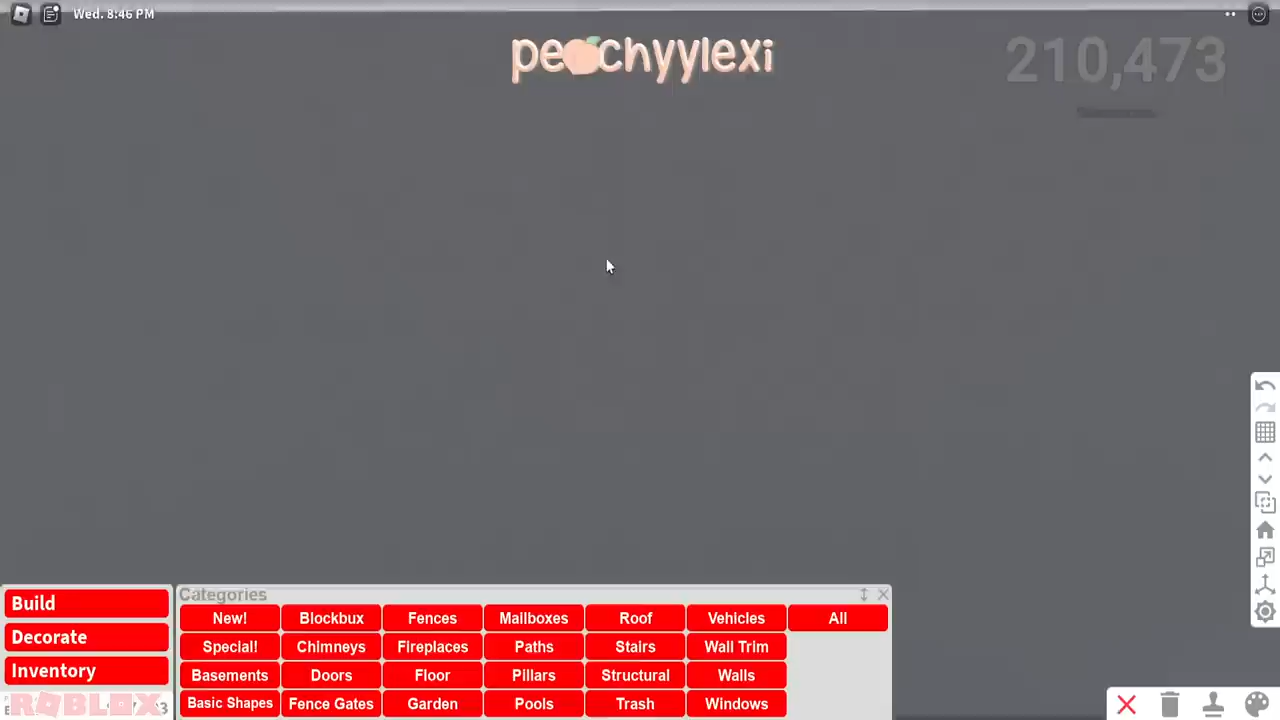 Wed. 8:46 PM
peachyylexi
210,473
Build
Decorate
Inventory
ROBLOX
Categories
New! Blockbux Fences Mailboxes Roof Vehicles All
Special! Chimneys Fireplaces Paths Stairs Wall Trim
Basements Doors Floor Pillars Structural Walls
Basic Shapes Fence Gates Garden Pools Trash Windows